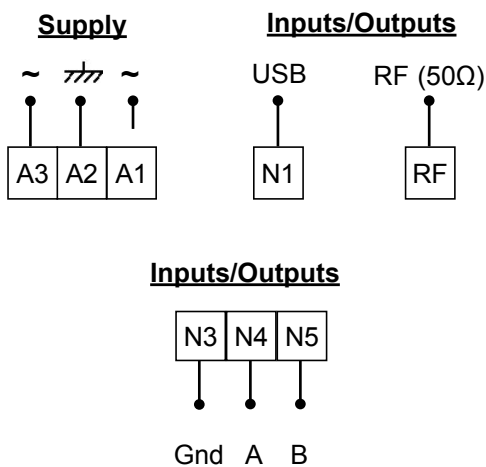 Supply
Inputs/Outputs
~ ~
USB
RF (50Ω)
A3 A2 A1
N1
RF
Inputs/Outputs
N3 N4 N5
Gnd A B